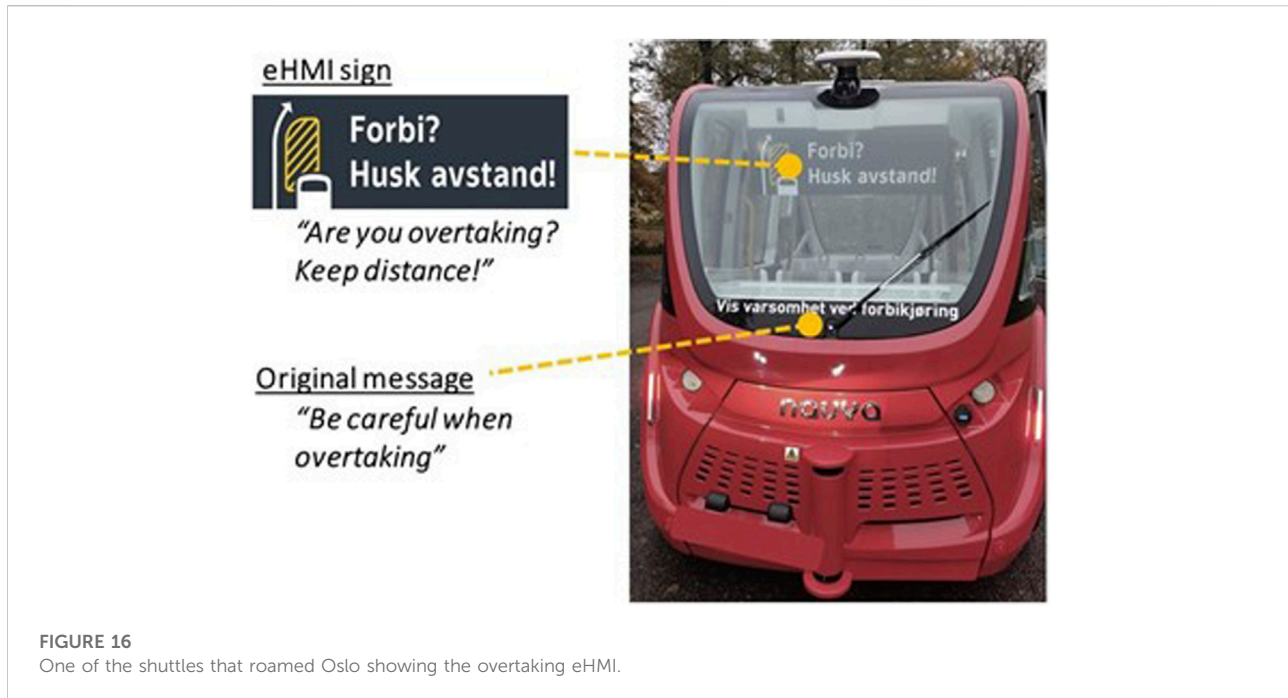 eHMI sign
Forbi?
Husk avstand!
“Are you overtaking?
Keep distance!”
Original message
“Be careful when
overtaking”
Forbi?
Husk avstand!
Vis varsomhet ved forbikjøring
navya
FIGURE 16
One of the shuttles that roamed Oslo showing the overtaking eHMI.